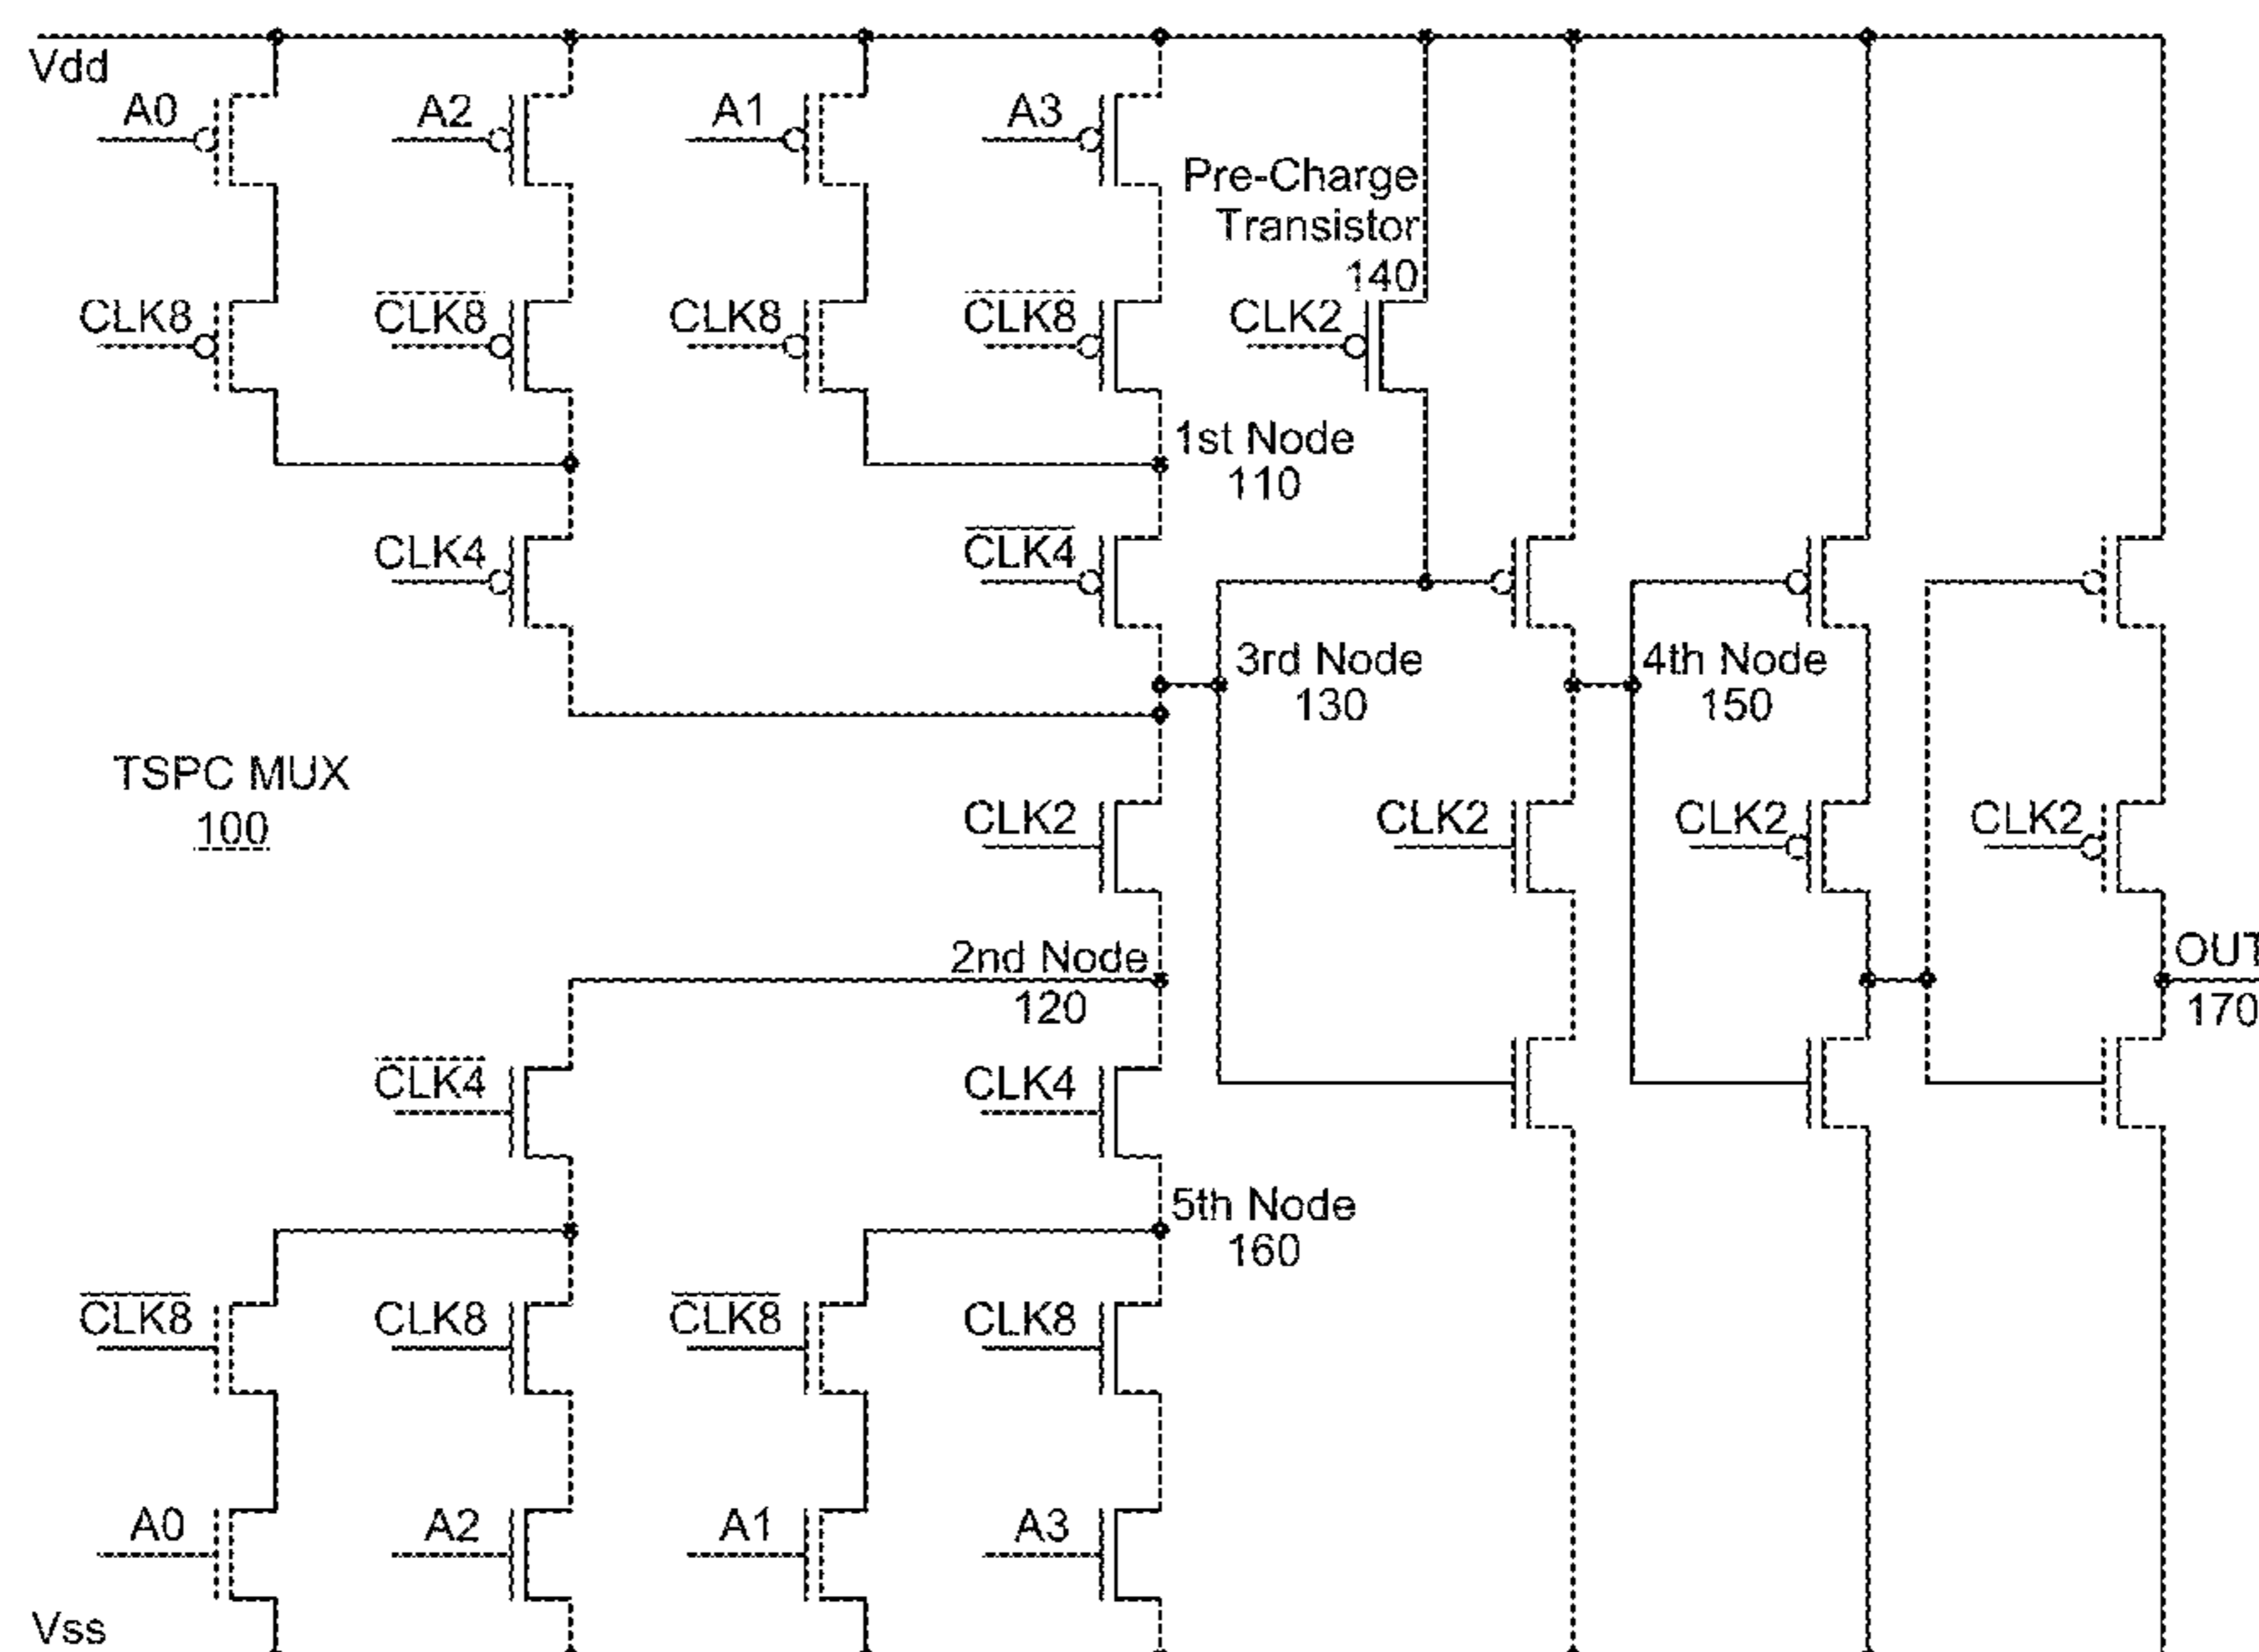 Vdd
A0
A2
A1
A3
Pre-Charge
Transistor
140
CLK8
CLK8
CLK8
CLK8
CLK2
1st Node
110
CLK4
CLK4
3rd Node
130
4th Node
150
TSPC MUX
100
CLK2
CLK2
CLK2
CLK2
2nd Node
120
OUT
170
CLK4
CLK4
5th Node
160
CLK8
CLK8
CLK8
CLK8
A0
A2
A1
A3
Vss